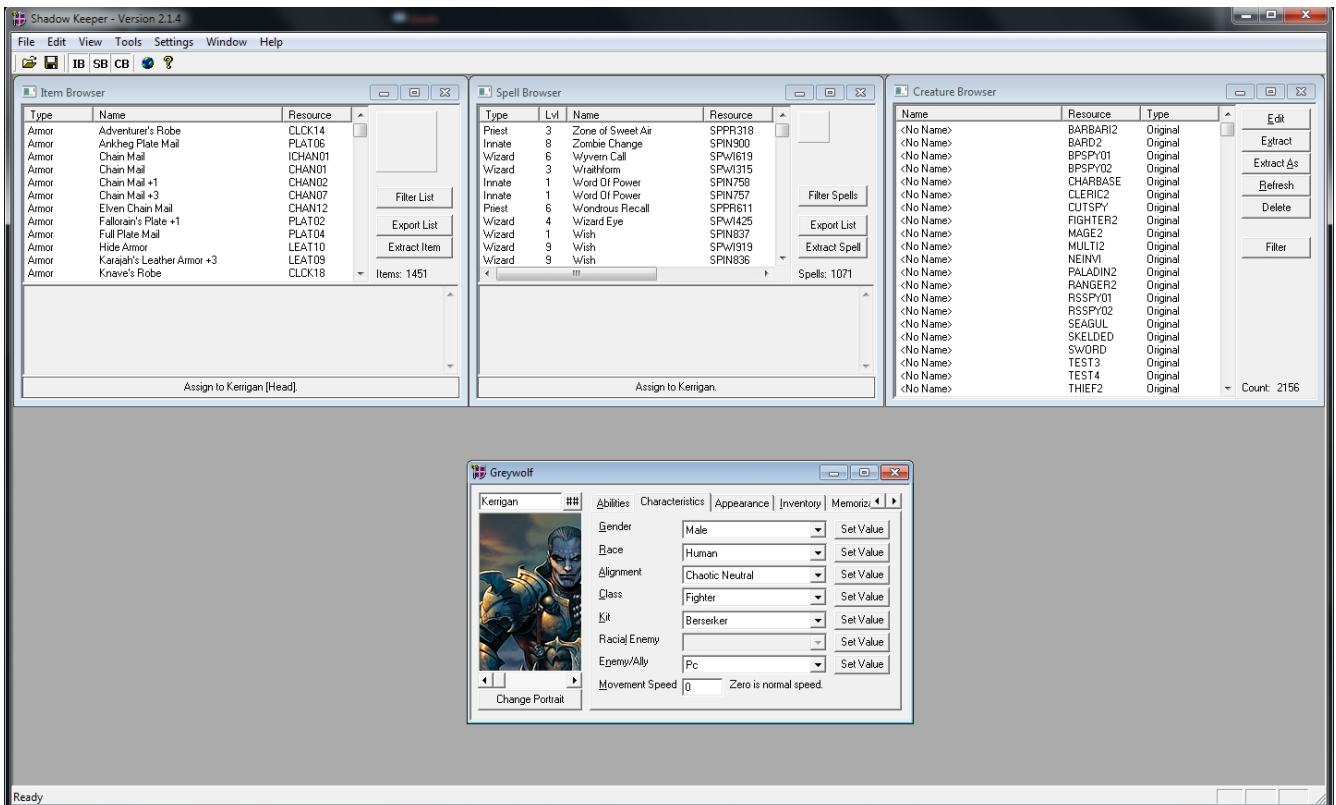 Shadow Keeper - Version 2.1.4
File Edit View Tools Settings Window Help
IB SB CB
Item Browser
Type Name Resource
Armor Adventurer's Robe CLCK14
Armor Ankheg Plate Mail PLAT06
Armor Chain Mail ICHAN01
Armor Chain Mail CHAN01
Armor Chain Mail +1 CHAN02
Armor Chain Mail +3 CHAN07
Armor Elven Chain Mail CHAN12
Armor Fallorain's Plate +1 PLAT02
Armor Full Plate Mail PLAT04
Armor Hide Armor LEAT10
Armor Karajah's Leather Armor +3 LEAT09
Armor Knave's Robe CLCK18
Filter List
Export List
Extract Item
Items: 1451
Assign to Kerrigan [Head].
Spell Browser
Type Lvl Name Resource
Priest 3 Zone of Sweet Air SPPR318
Innate 8 Zombie Change SPIN900
Wizard 6 Wyvern Call SPWI619
Wizard 3 Wraithform SPWI315
Innate 1 Word Of Power SPIN758
Innate 1 Word Of Power SPIN757
Priest 6 Wondrous Recall SPPR611
Wizard 4 Wizard Eye SPWI425
Wizard 1 Wish SPIN837
Wizard 9 Wish SPWI919
Wizard 9 Wish SPIN836
Filter Spells
Export List
Extract Spell
Spells: 1071
Assign to Kerrigan.
Creature Browser
Name Resource Type
<No Name> BARBARI2 Original
<No Name> BARD2 Original
<No Name> BPSPY01 Original
<No Name> BPSPY02 Original
<No Name> CHARBASE Original
<No Name> CLERIC2 Original
<No Name> CUTSPY Original
<No Name> FIGHTER2 Original
<No Name> MAGE2 Original
<No Name> MULTI2 Original
<No Name> NEINVI Original
<No Name> PALADIN2 Original
<No Name> RANGER2 Original
<No Name> RSSPY01 Original
<No Name> RSSPY02 Original
<No Name> SEAGUL Original
<No Name> SKELDED Original
<No Name> SWORD Original
<No Name> TEST3 Original
<No Name> TEST4 Original
<No Name> THIEF2 Original
Edit
Extract
Extract As
Refresh
Delete
Filter
Count: 2156
Greywolf
Kerrigan ##
Change Portrait
Abilities Characteristics Appearance Inventory
Gender Male Set Value
Race Human Set Value
Alignment Chaotic Neutral Set Value
Class Fighter Set Value
Kit Berserker Set Value
Racial Enemy Set Value
Enemy/Ally Pc Set Value
Movement Speed 0 Zero is normal speed.
Ready